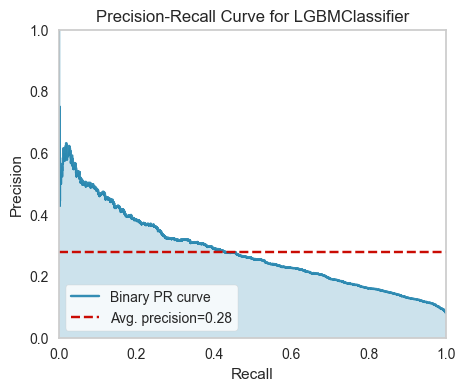 Precision-Recall Curve for LGBMClassifier
1.0
0.8
0.6
0.4
0.2
0.0
Precision
Binary PR curve
Avg. precision=0.28
0.0 0.2 0.4 0.6 0.8 1.0
Recall